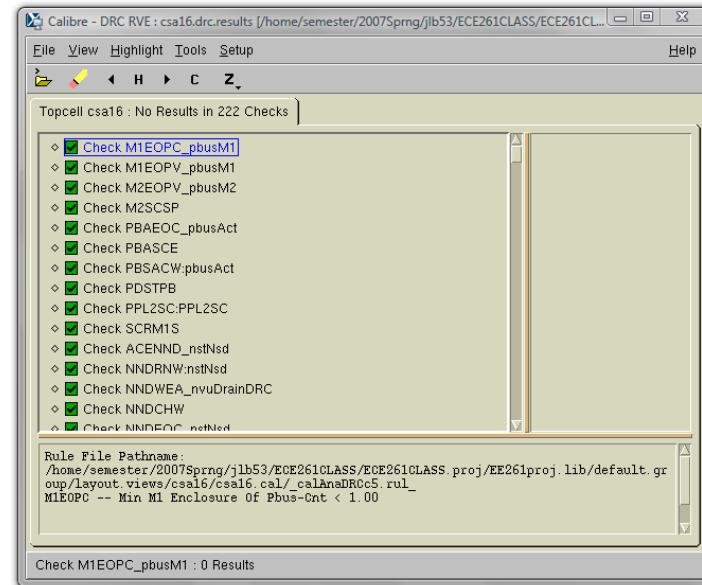 Calibre - DRC RVE : csa16.drc.results [/home/semester/2007Sprng/jlb53/ECE261CLASS/ECE261CL...
File View Highlight Tools Setup Help
H C Z
Topcell csa16 : No Results in 222 Checks
Check M1EOPC_pbusM1
Check M1EOPV_pbusM1
Check M2EOPV_pbusM2
Check M2SCSP
Check PBAEOC_pbusAct
Check PBASCE
Check PBSACW:pbusAct
Check PDSTPB
Check PPL2SC:PPL2SC
Check SCRM1S
Check ACENND_nstNsd
Check NNDRNW:nstNsd
Check NNDWEA_nvuDrainDRC
Check NNDCHW
Check NNDEOC_nstNsd
Rule File Pathname:
/home/semester/2007Sprng/jlb53/ECE261CLASS/ECE261CLASS.proj/EE261proj.lib/default.gr
oup/layout.views/csa16/csa16.cal/_calAnaDRCc5.rul_
M1EOPC -- Min M1 Enclosure Of Pbus-Cnt < 1.00
Check M1EOPC_pbusM1 : 0 Results